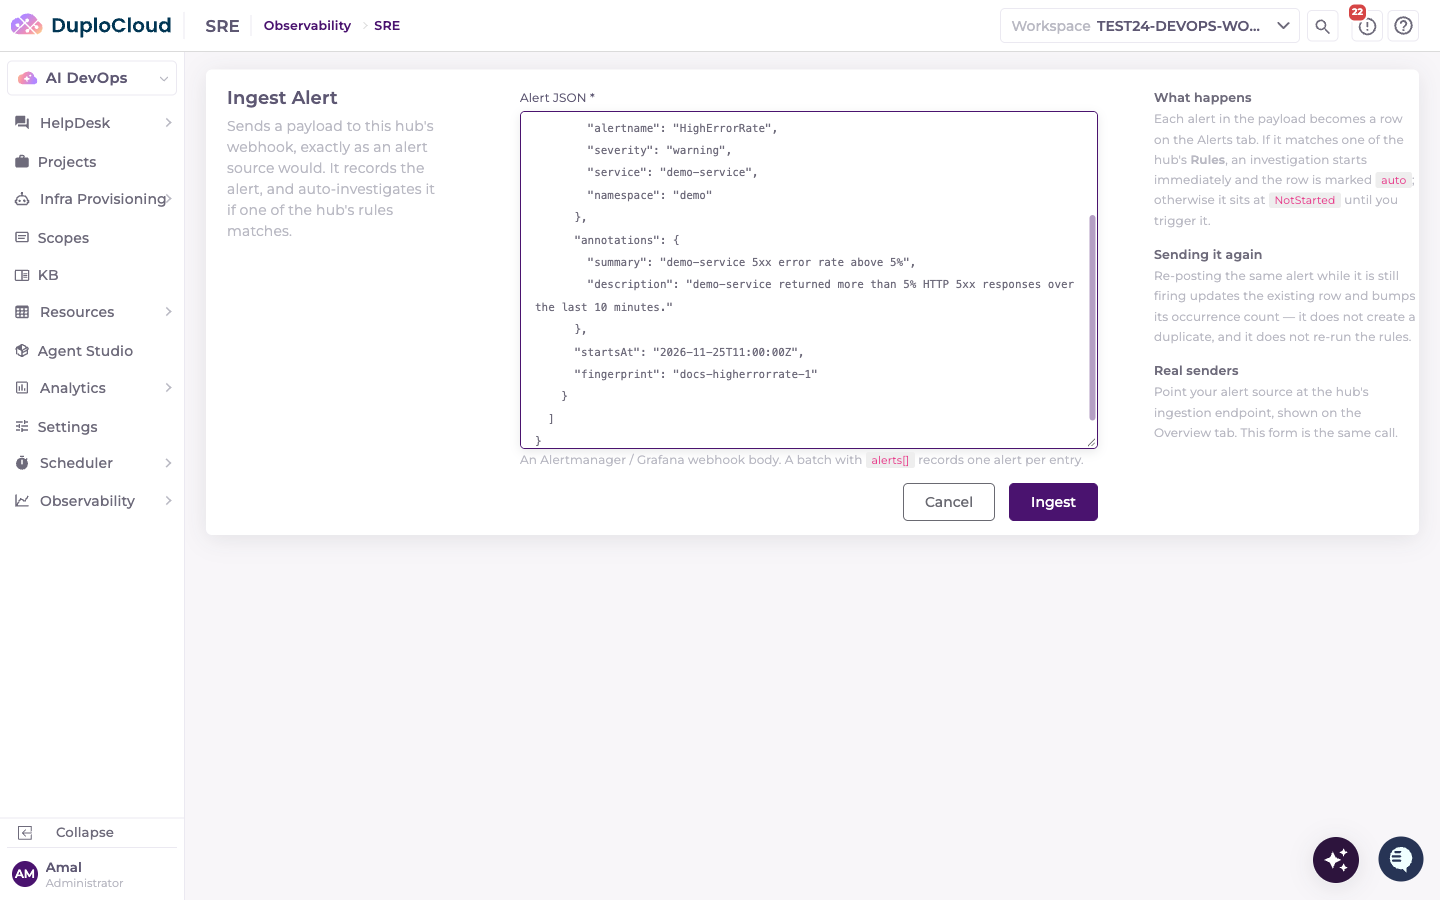 DuploCloud
SRE
Observability
SRE
Workspace TEST24-DEVOPS-WO...
22
AI DevOps
HelpDesk
Projects
Infra Provisioning
Scopes
KB
Resources
Agent Studio
Analytics
Settings
Scheduler
Observability
Collapse
AM
Amal
Administrator
Ingest Alert
Sends a payload to this hub's
webhook, exactly as an alert
source would. It records the
alert, and auto-investigates it
if one of the hub's rules
matches.
Alert JSON *
"alertname": "HighErrorRate",
"severity": "warning",
"service": "demo-service",
"namespace": "demo"
},
"annotations": {
"summary": "demo-service 5xx error rate above 5%",
"description": "demo-service returned more than 5% HTTP 5xx responses over
the last 10 minutes."
},
"startsAt": "2026-11-25T11:00:00Z",
"fingerprint": "docs-higherrorrate-1"
}
]
}
An Alertmanager / Grafana webhook body. A batch with alerts[] records one alert per entry.
Cancel
Ingest
What happens
Each alert in the payload becomes a row
on the Alerts tab. If it matches one of the
hub's Rules, an investigation starts
immediately and the row is marked auto;
otherwise it sits at NotStarted until you
trigger it.
Sending it again
Re-posting the same alert while it is still
firing updates the existing row and bumps
its occurrence count — it does not create a
duplicate, and it does not re-run the rules.
Real senders
Point your alert source at the hub's
ingestion endpoint, shown on the
Overview tab. This form is the same call.